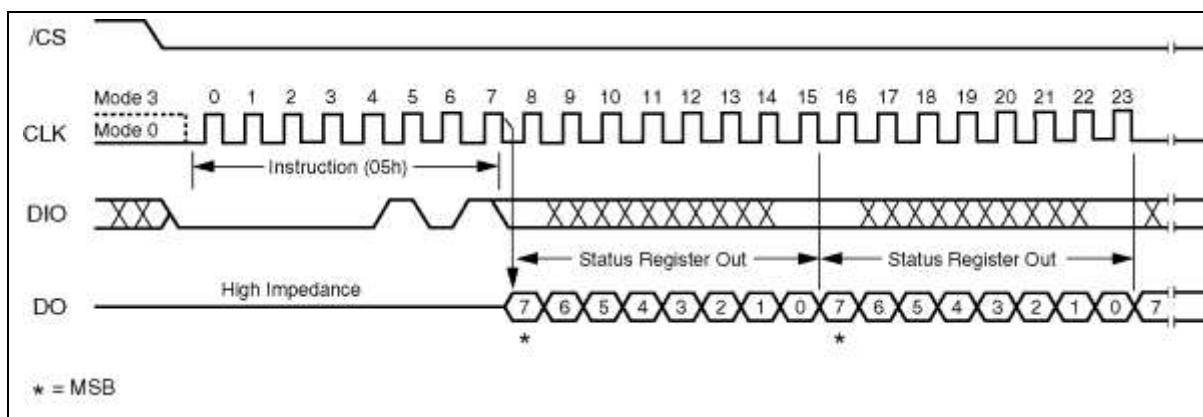 /CS
Mode 3 0 1 2 3 4 5 6 7 8 9 10 11 12 13 14 15 16 17 18 19 20 21 22 23
CLK Mode 0
Instruction (05h)
DIO
Status Register Out Status Register Out
High Impedance
DO 7 6 5 4 3 2 1 0 7 6 5 4 3 2 1 0 7
* *
* = MSB